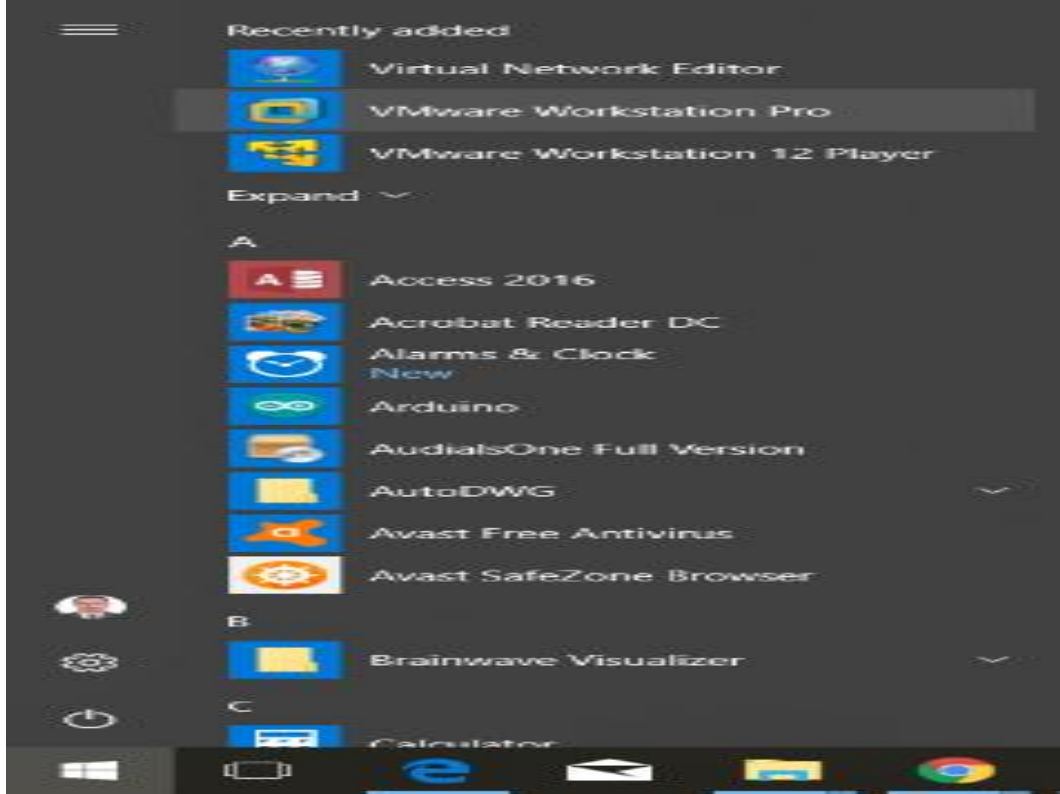 Recently added
Virtual Network Editor
VMware Workstation Pro
VMware Workstation 12 Player
Expand
A
Access 2016
Acrobat Reader DC
Alarms & Clock
New
Arduino
AudialsOne Full Version
AutoDWG
Avast Free Antivirus
Avast SafeZone Browser
B
Brainwave Visualizer
C
Calculator